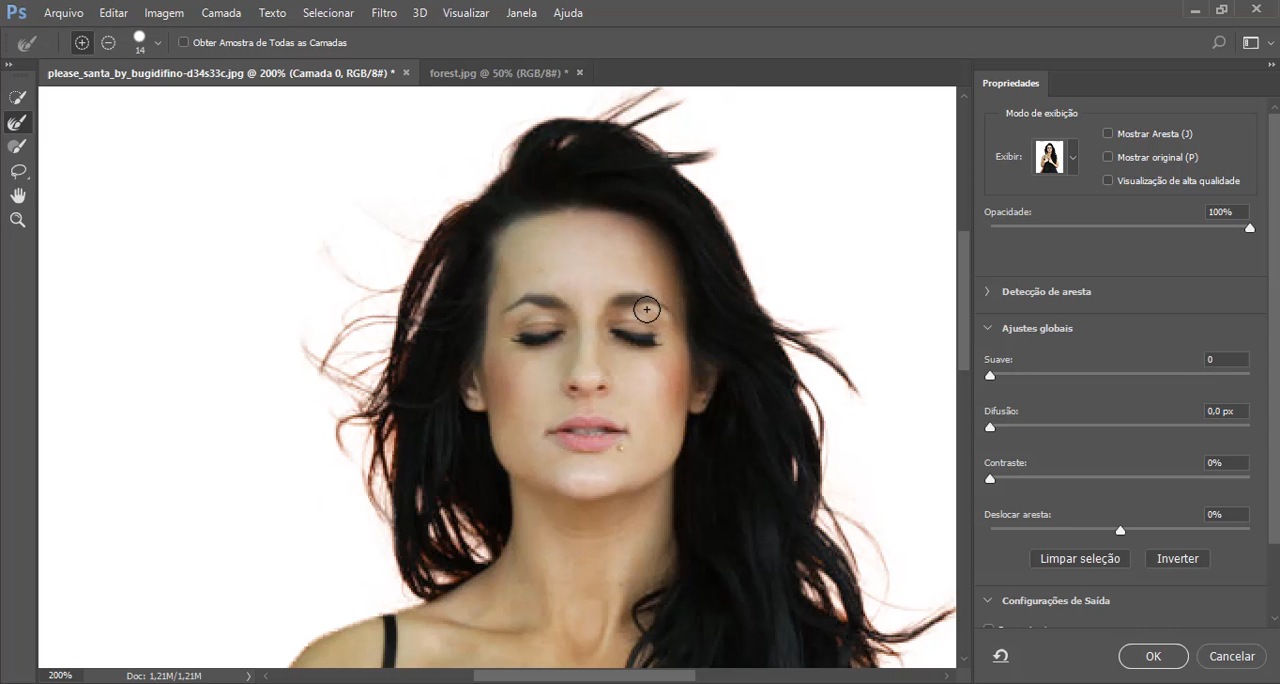 Ps Arquivo Editar Imagem Camada Texto Selecionar Filtro 3D Visualizar Janela Ajuda
14 Obter Amostra de Todas as Camadas
please_santa_by_bugidifino-d34s33c.jpg @ 200% (Camada 0, RGB/8#) * × forest.jpg @ 50% (RGB/8#) * ×
Propriedades
Modo de exibição
Mostrar Aresta (J)
Exibir: Mostrar original (P)
Visualização de alta qualidade
Opacidade: 100%
Detecção de aresta
Ajustes globais
Suave: 0
Difusão: 0,0 px
Contraste: 0%
Deslocar aresta: 0%
Limpar seleção Inverter
Configurações de Saída
OK Cancelar
200% Doc: 1,21M/1,21M